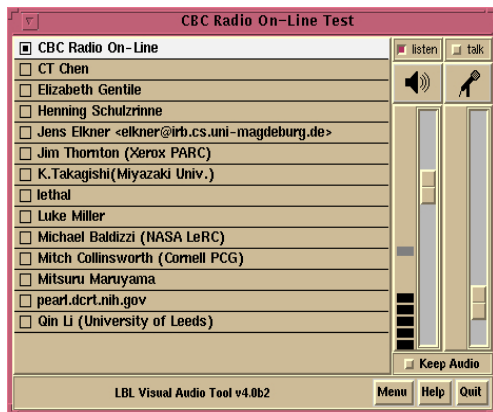 CBC Radio On-Line Test
CBC Radio On-Line
listen
talk
CT Chen
Elizabeth Gentile
Henning Schulzrinne
Jens Elkner <elkner@irb.cs.uni-magdeburg.de>
Jim Thornton (Xerox PARC)
K.Takagishi(Miyazaki Univ.)
lethal
Luke Miller
Michael Baldizzi (NASA LeRC)
Mitch Collinsworth (Cornell PCG)
Mitsuru Maruyama
pearl.dcrt.nih.gov
Qin Li (University of Leeds)
Keep Audio
LBL Visual Audio Tool v4.0b2
Menu
Help
Quit